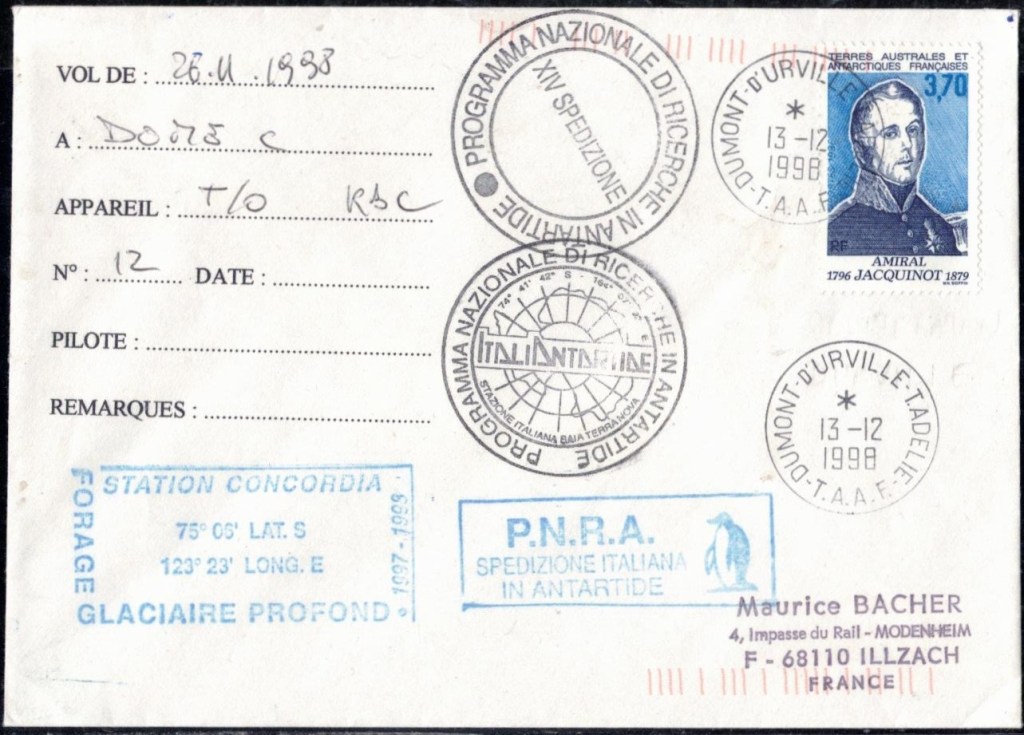 VOL DE : 26.11.1998
A : DOME C
APPAREIL : T/O KBC
N° : 12 DATE :
PILOTE :
REMARQUES :
PROGRAMMA NAZIONALE DI RICERCHE IN ANTARTIDE
XIV SPEDIZIONE
PROGRAMMA NAZIONALE DI RICERCHE IN ANTARTIDE
ITALIANTARTIDE
STAZIONE ITALIANA BAIA TERRANOVA
DUMONT-D'URVILLE
13-12
1998
T.A.A.F.
TERRES AUSTRALES ET
ANTARCTIQUES FRANÇAISES
3,70
RF
AMIRAL
1796 JACQUINOT 1879
DUMONT-D'URVILLE-T.ADELIE
13-12
1998
T.A.A.F.
STATION CONCORDIA
75° 06' LAT. S
123° 23' LONG. E
FORAGE
GLACIAIRE PROFOND
1997-1998
P.N.R.A.
SPEDIZIONE ITALIANA
IN ANTARTIDE
Maurice BACHER
4, Impasse du Rail - MODENHEIM
F - 68110 ILLZACH
FRANCE